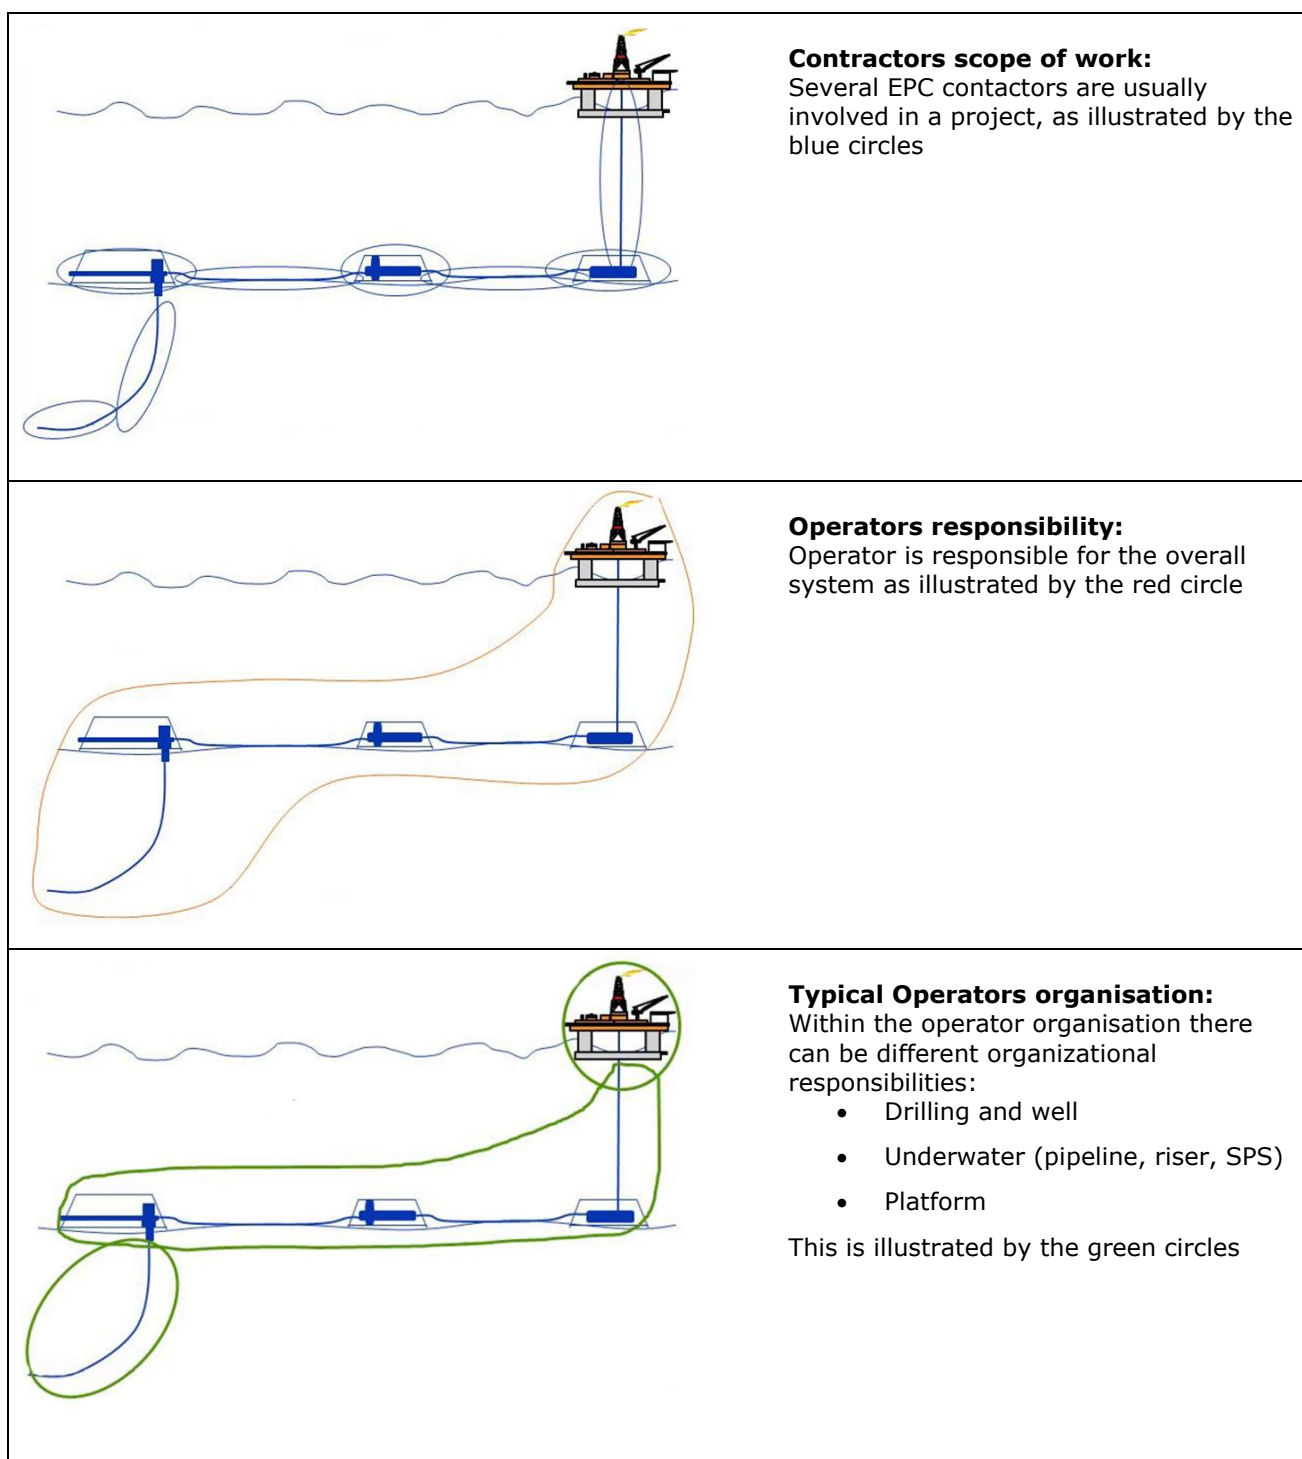 Contractors scope of work:
Several EPC contactors are usually
involved in a project, as illustrated by the
blue circles
Operators responsibility:
Operator is responsible for the overall
system as illustrated by the red circle
Typical Operators organisation:
Within the operator organisation there
can be different organizational
responsibilities:
• Drilling and well
• Underwater (pipeline, riser, SPS)
• Platform
This is illustrated by the green circles